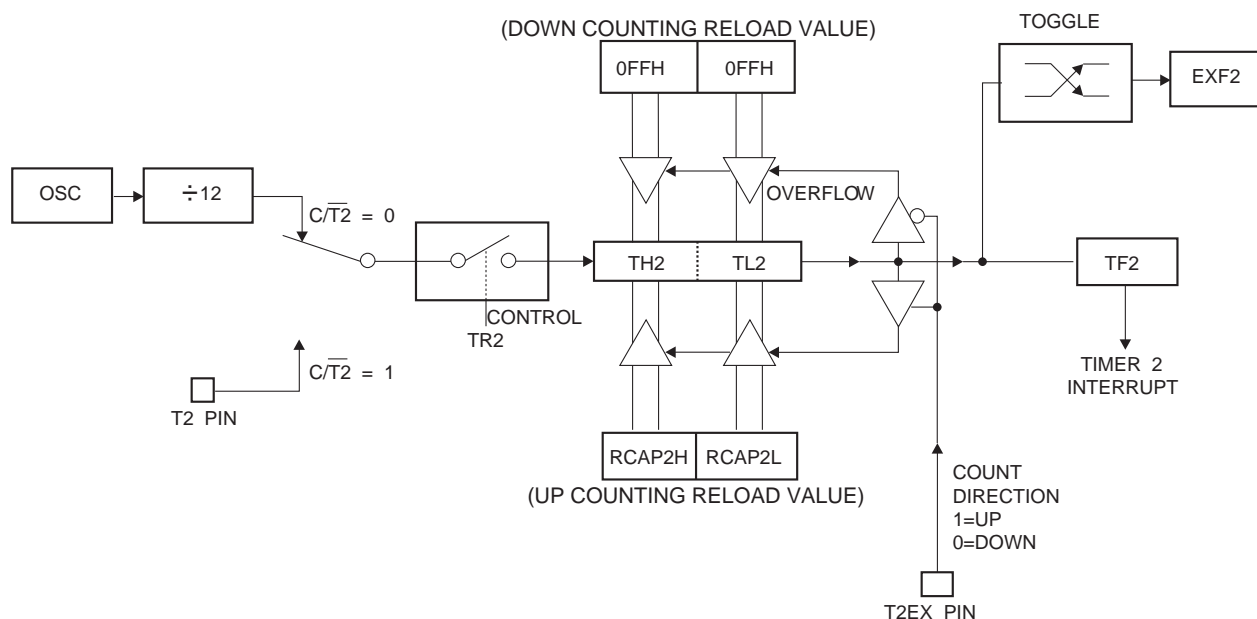 (DOWN COUNTING RELOAD VALUE)
TOGGLE
0FFH
0FFH
EXF2
OSC
÷12
OVERFLOW
C/T2̅ = 0
TH2
TL2
TF2
CONTROL
TR2
C/T2̅ = 1
T2 PIN
TIMER 2
INTERRUPT
RCAP2H
RCAP2L
(UP COUNTING RELOAD VALUE)
COUNT
DIRECTION
1=UP
0=DOWN
T2EX PIN